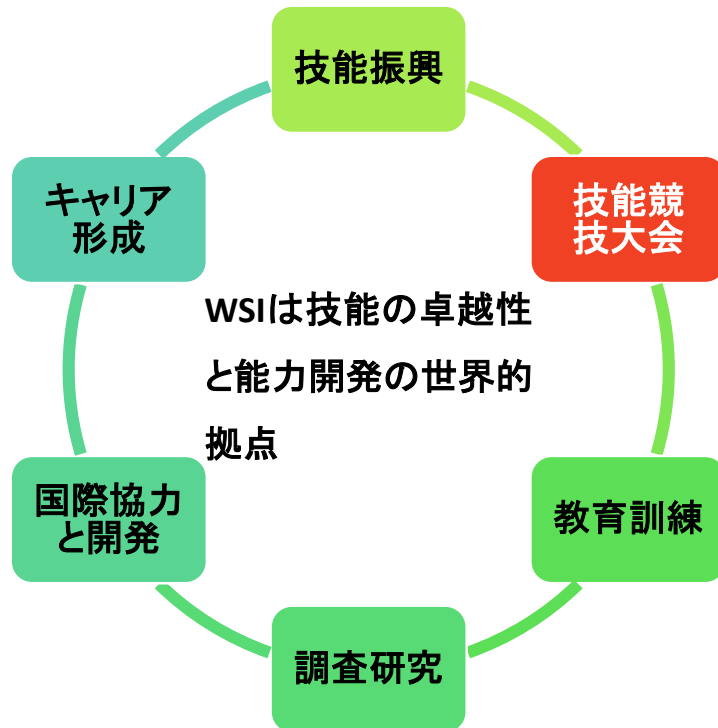 技能振興
技能競
技大会
教育訓練
調査研究
国際協力
と開発
キャリア
形成
WSIは技能の卓越性
と能力開発の世界的
拠点